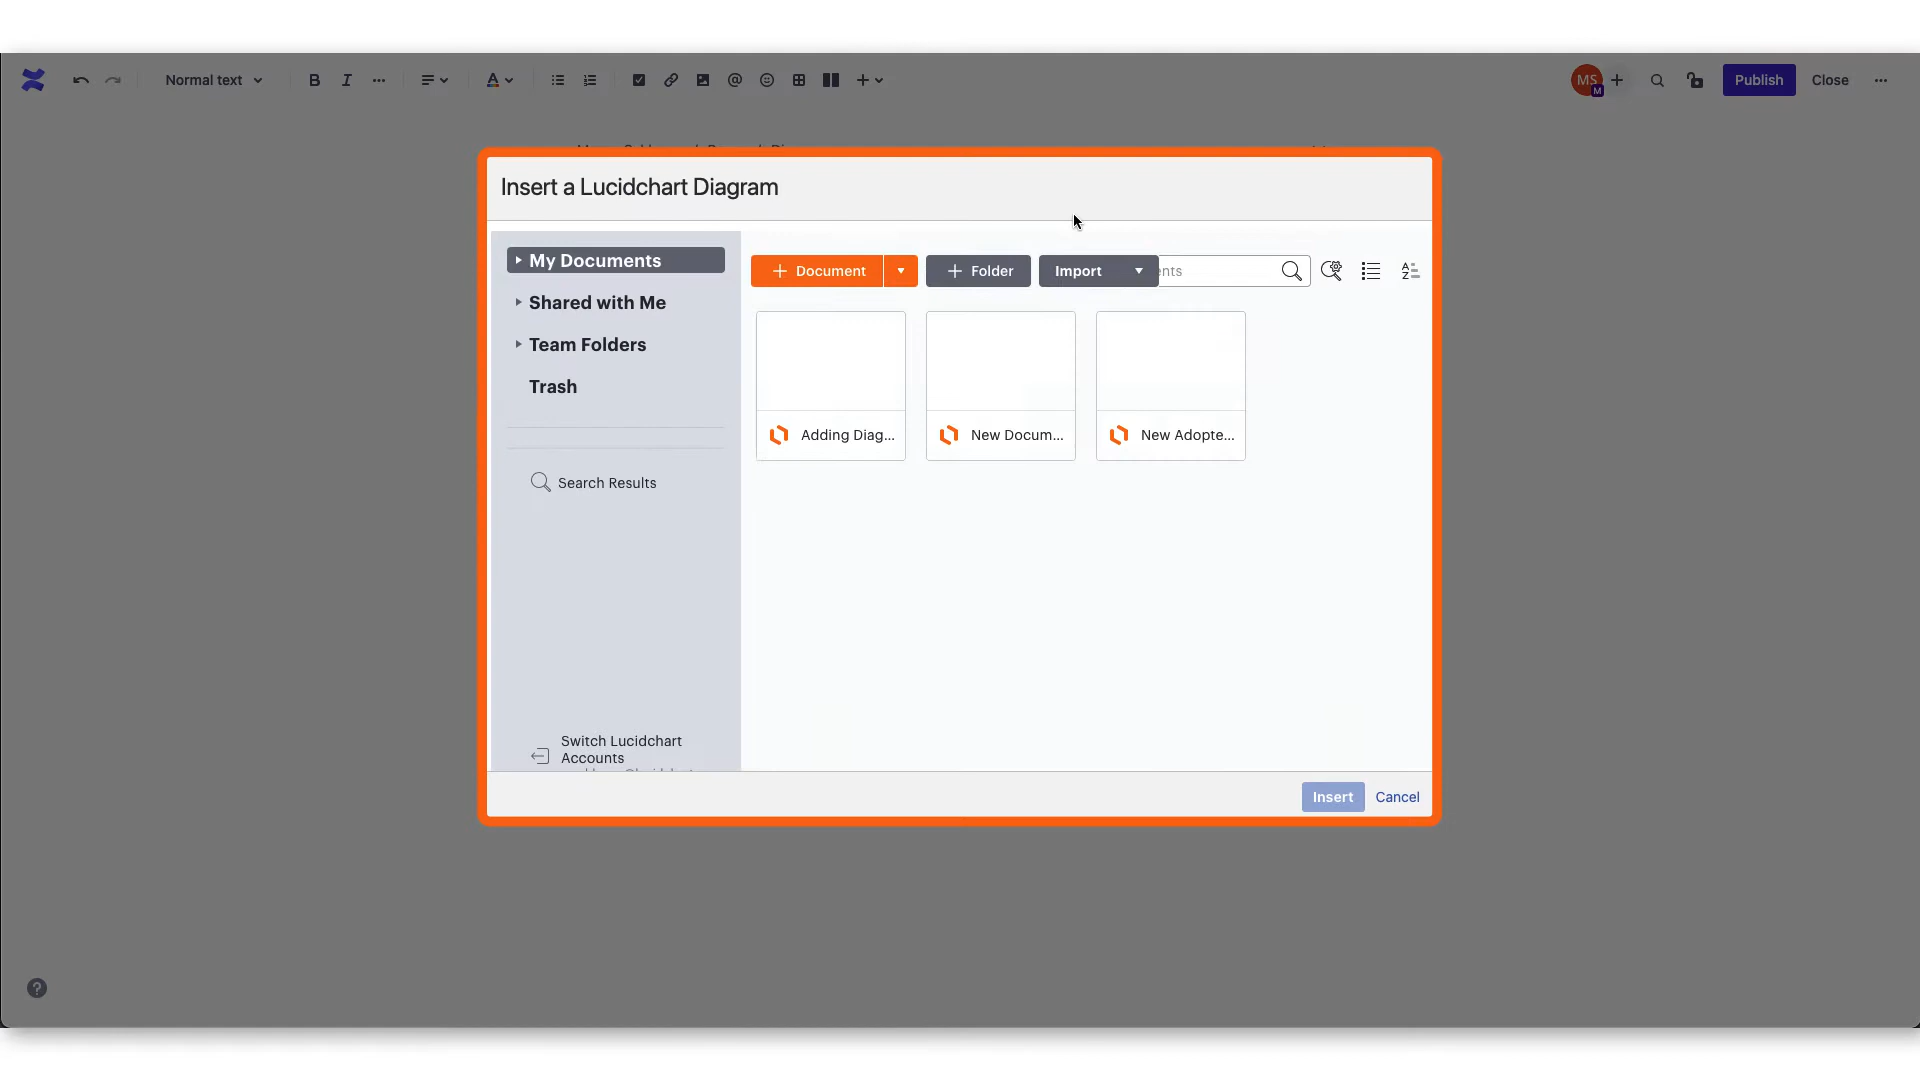 Normal text
B
I
A
MS
M
Publish
Close
Insert a Lucidchart Diagram
My Documents
Shared with Me
Team Folders
Trash
Search Results
Switch Lucidchart
Accounts
+ Document
+ Folder
Import
ents
A
Z
Adding Diag...
New Docum...
New Adopte...
Insert
Cancel
?